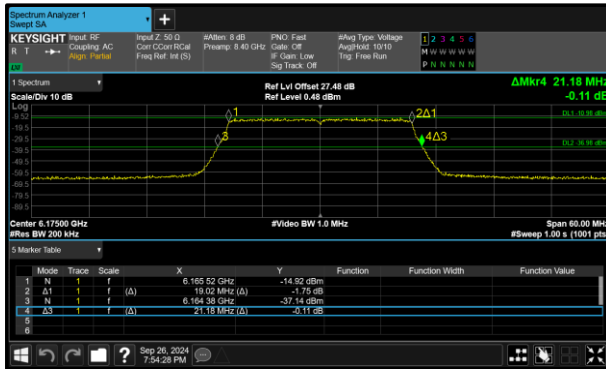 Spectrum Analyzer 1
Swept SA
KEYSIGHT Input: RF Input Z: 50 Ω #Atten: 8 dB PNO: Fast #Avg Type: Voltage 1 2 3 4 5 6
R T Coupling: AC Corr CCorr RCal Preamp: 8.40 GHz Gate: Off Avg|Hold: 10/10 M W W W W W
Align: Partial Freq Ref: Int (S) IF Gain: Low Trig: Free Run
Sig Track: Off P N N N N N
1 Spectrum Ref Lvl Offset 27.48 dB ΔMkr4 21.18 MHz
Scale/Div 10 dB Ref Level 0.48 dBm -0.11 dB
Log
-9.52 1 2Δ1 DL1 -10.98 dBm
-19.5
-29.5 3 4Δ3
-39.5 DL2 -36.98 dBm
-49.5
-59.5
-69.5
-79.5
-89.5
Center 6.17500 GHz #Video BW 1.0 MHz Span 60.00 MHz
#Res BW 200 kHz #Sweep 1.00 s (1001 pts)
5 Marker Table
Mode Trace Scale X Y Function Function Width Function Value
1 N 1 f 6.165 52 GHz -14.92 dBm
2 Δ1 1 f (Δ) 19.02 MHz (Δ) -1.75 dB
3 N 1 f 6.164 38 GHz -37.14 dBm
4 Δ3 1 f (Δ) 21.18 MHz (Δ) -0.11 dB
5
6
? Sep 26, 2024
7:54:28 PM